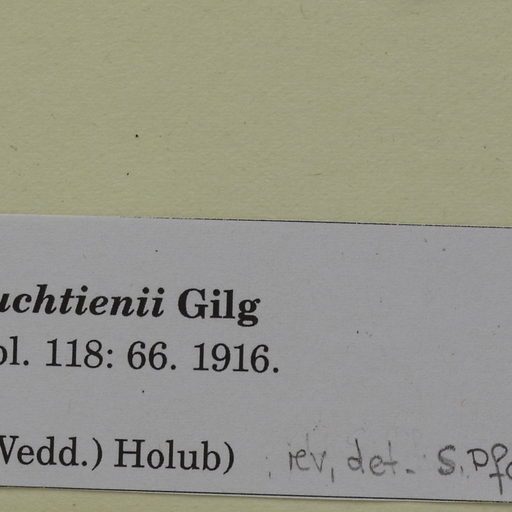 uchtienii Gilg
ol. 118: 66. 1916.
Wedd.) Holub) rev, det. S. Pf